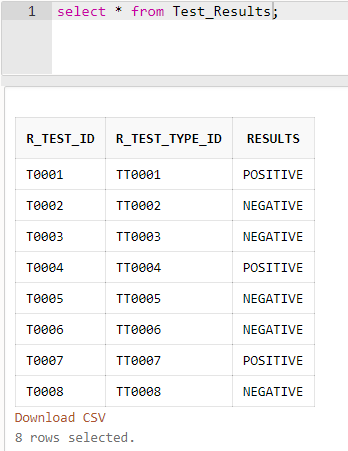 1 select * from Test_Results;
R_TEST_ID R_TEST_TYPE_ID RESULTS
T0001 TT0001 POSITIVE
T0002 TT0002 NEGATIVE
T0003 TT0003 NEGATIVE
T0004 TT0004 POSITIVE
T0005 TT0005 NEGATIVE
T0006 TT0006 NEGATIVE
T0007 TT0007 POSITIVE
T0008 TT0008 NEGATIVE
Download CSV
8 rows selected.